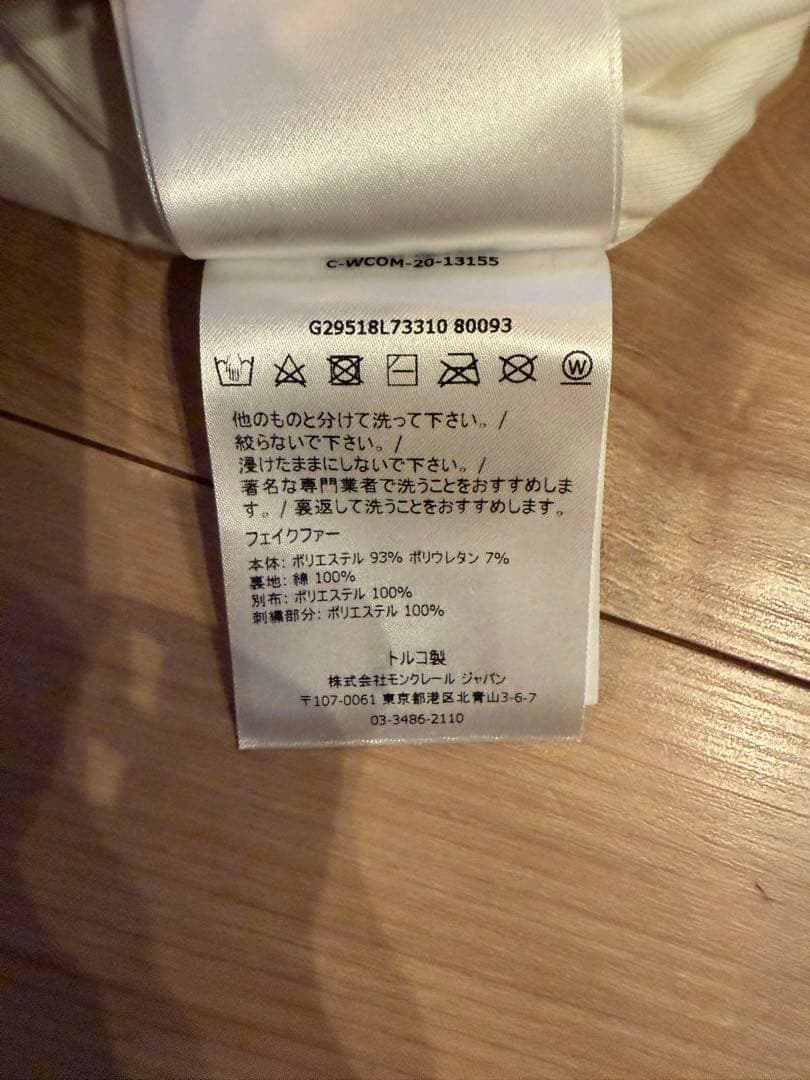 C-WCOM-20-13155
G29518L73310 80093
W
他のものと分けて洗って下さい。/
絞らないで下さい。/
浸けたままにしないで下さい。/
著名な専門業者で洗うことをおすすめしま
す。/ 裏返して洗うことをおすすめします。
フェイクファー
本体: ポリエステル 93% ポリウレタン 7%
裏地: 綿 100%
別布: ポリエステル 100%
刺繍部分: ポリエステル 100%
トルコ製
株式会社モンクレール ジャパン
〒107-0061 東京都港区北青山3-6-7
03-3486-2110